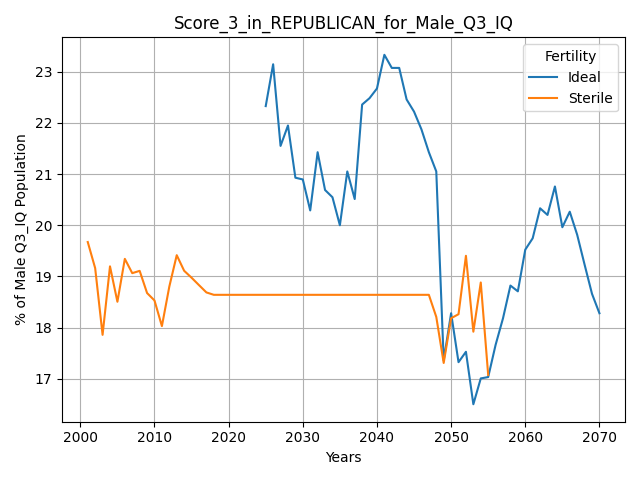 Score_3_in_REPUBLICAN_for_Male_Q3_IQ
Fertility
Ideal
Sterile
% of Male Q3_IQ Population
23
22
21
20
19
18
17
2000 2010 2020 2030 2040 2050 2060 2070
Years